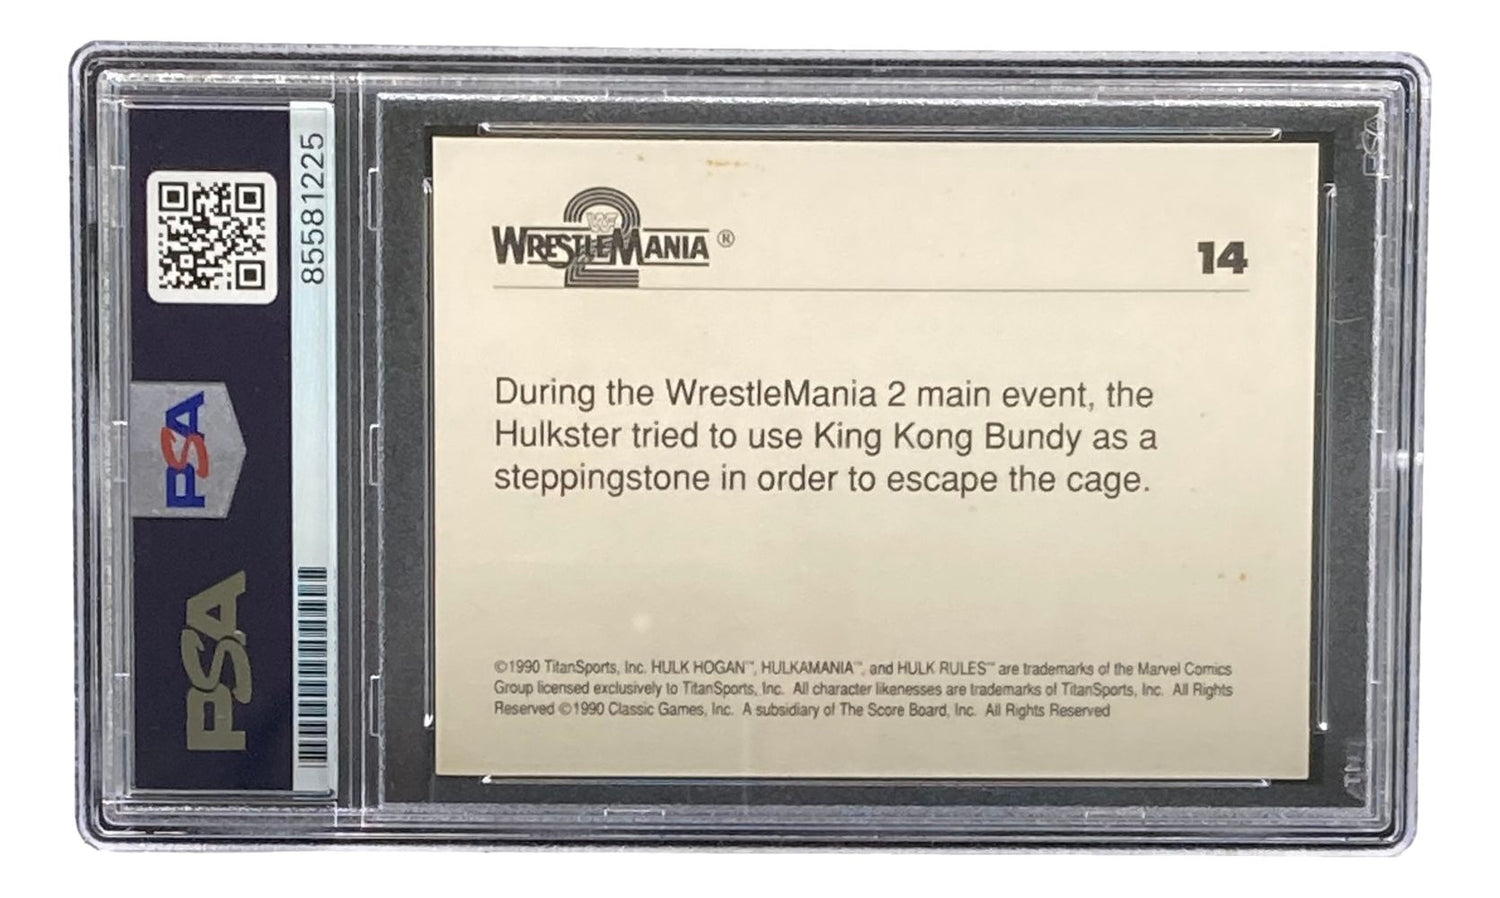 85581225
PSA
PSA
WF
WRESTLEMANIA®
2
14
During the WrestleMania 2 main event, the
Hulkster tried to use King Kong Bundy as a
steppingstone in order to escape the cage.
©1990 TitanSports, Inc. HULK HOGAN™, HULKAMANIA™, and HULK RULES™ are trademarks of the Marvel Comics
Group licensed exclusively to TitanSports, Inc. All character likenesses are trademarks of TitanSports, Inc. All Rights
Reserved ©1990 Classic Games, Inc. A subsidiary of The Score Board, Inc. All Rights Reserved
PSA